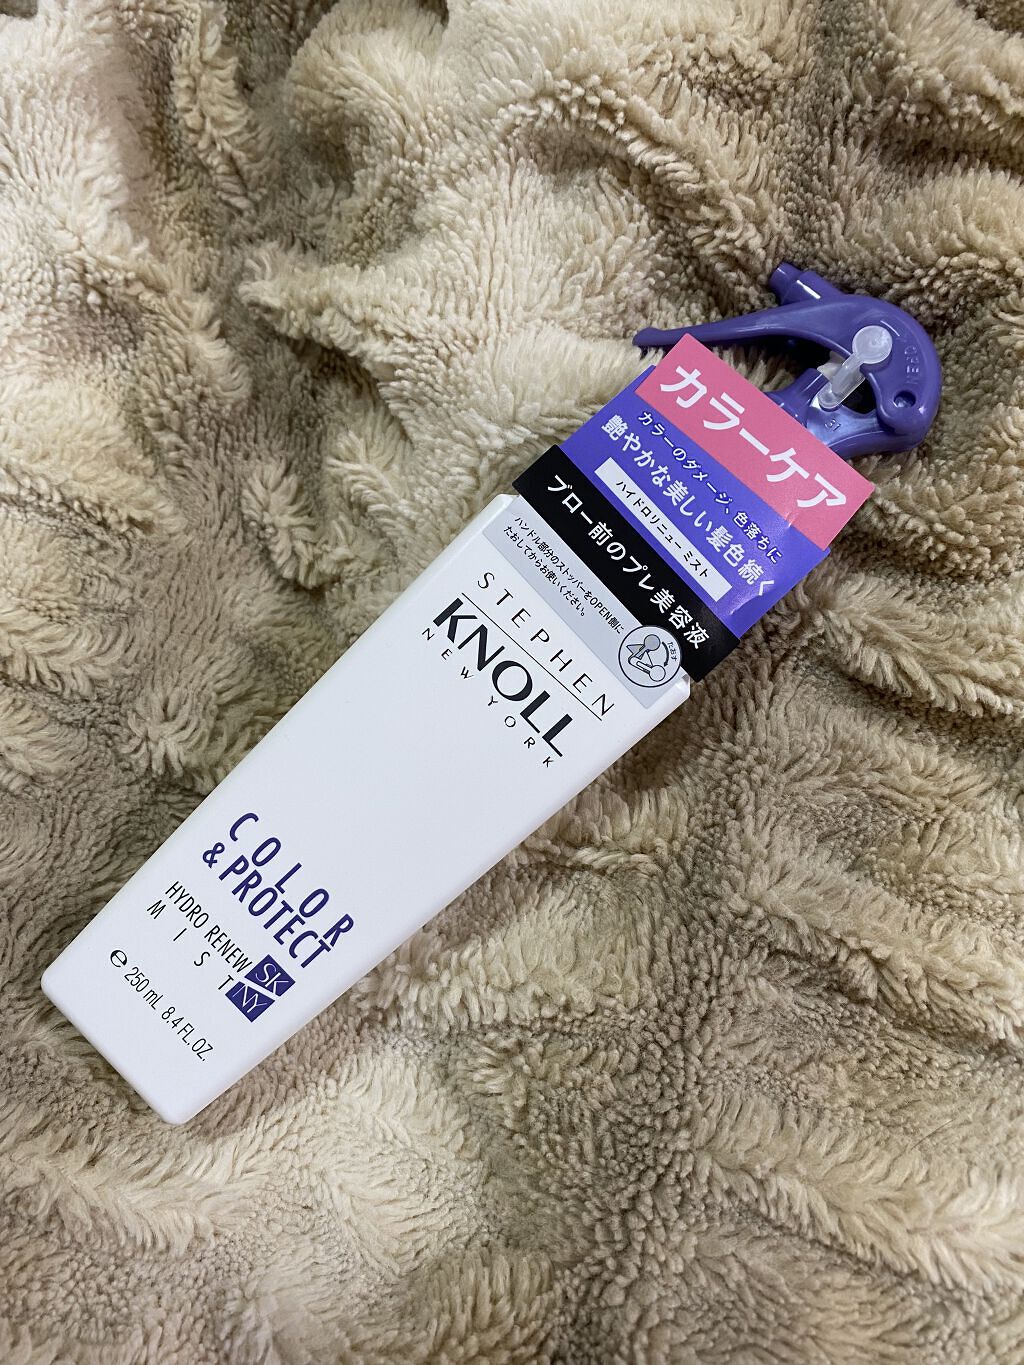 カラーケア
カラーのダメージ、色落ちに
艶やかな美しい髪色続く
ハイドロリニュー ミスト
ブロー前のプレ美容液
ハンドル部分のストッパーをOPEN側に
たおしてからお使いください。
たおす
STEPHEN
KNOLL
NEW YORK
COLOR
& PROTECT
HYDRO RENEW
MIST
SK
NY
e 250 mL 8.4 FL. OZ.
OPEN
31